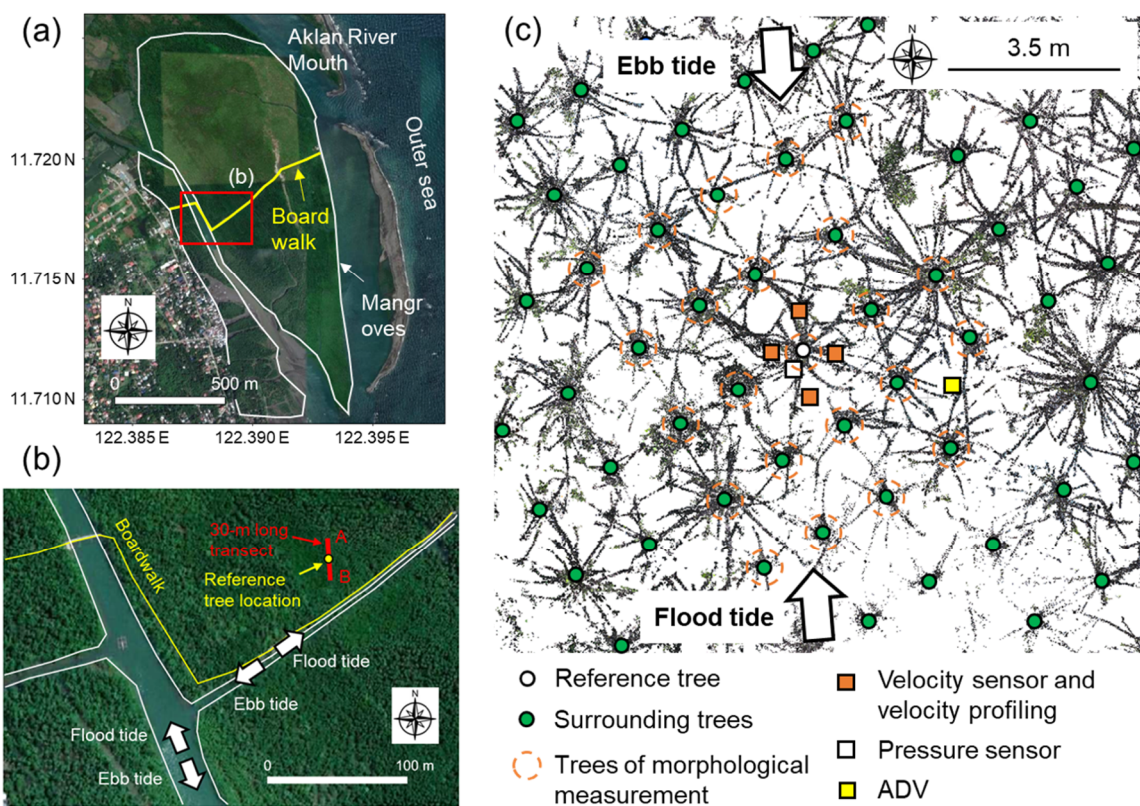 (a)
Aklan River
Mouth
Outer sea
11.720 N
(b)
Board
walk
11.715 N
Mangr
oves
N
0
500 m
11.710 N
122.385 E
122.390 E
122.395 E
(b)
Boardwalk
30-m long
transect
A
Reference
tree location
B
Flood tide
Ebb tide
Flood tide
Ebb tide
N
0
100 m
(c)
Ebb tide
N
3.5 m
Flood tide
Reference tree
Surrounding trees
Trees of morphological
measurement
Velocity sensor and
velocity profiling
Pressure sensor
ADV